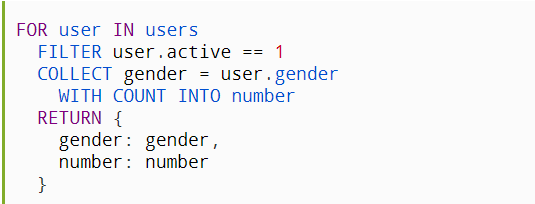 FOR user IN users
  FILTER user.active == 1
  COLLECT gender = user.gender
    WITH COUNT INTO number
  RETURN {
    gender: gender,
    number: number
  }